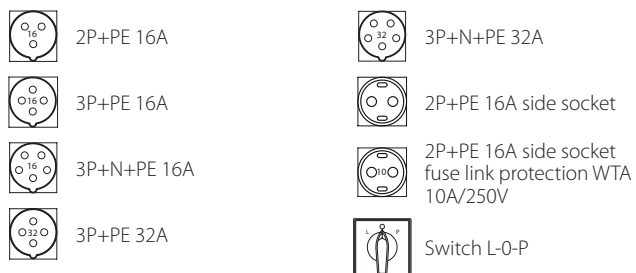 16 2P+PE 16A
16 3P+PE 16A
16 3P+N+PE 16A
32 3P+PE 32A
32 3P+N+PE 32A
2P+PE 16A side socket
2P+PE 16A side socket
10 fuse link protection WTA
10A/250V
L 0 P
Switch L-0-P